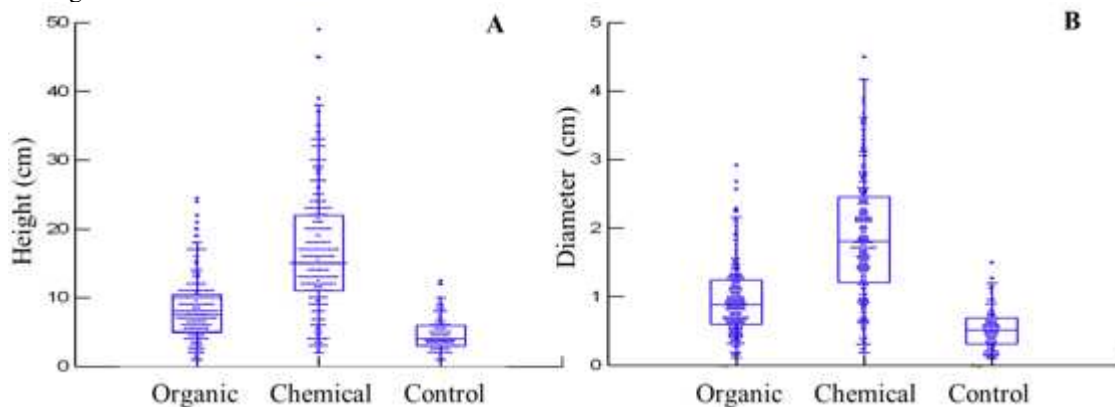 A
B
Height (cm)
50
40
30
20
10
0
Organic
Chemical
Control
Diameter (cm)
5
4
3
2
1
0
Organic
Chemical
Control